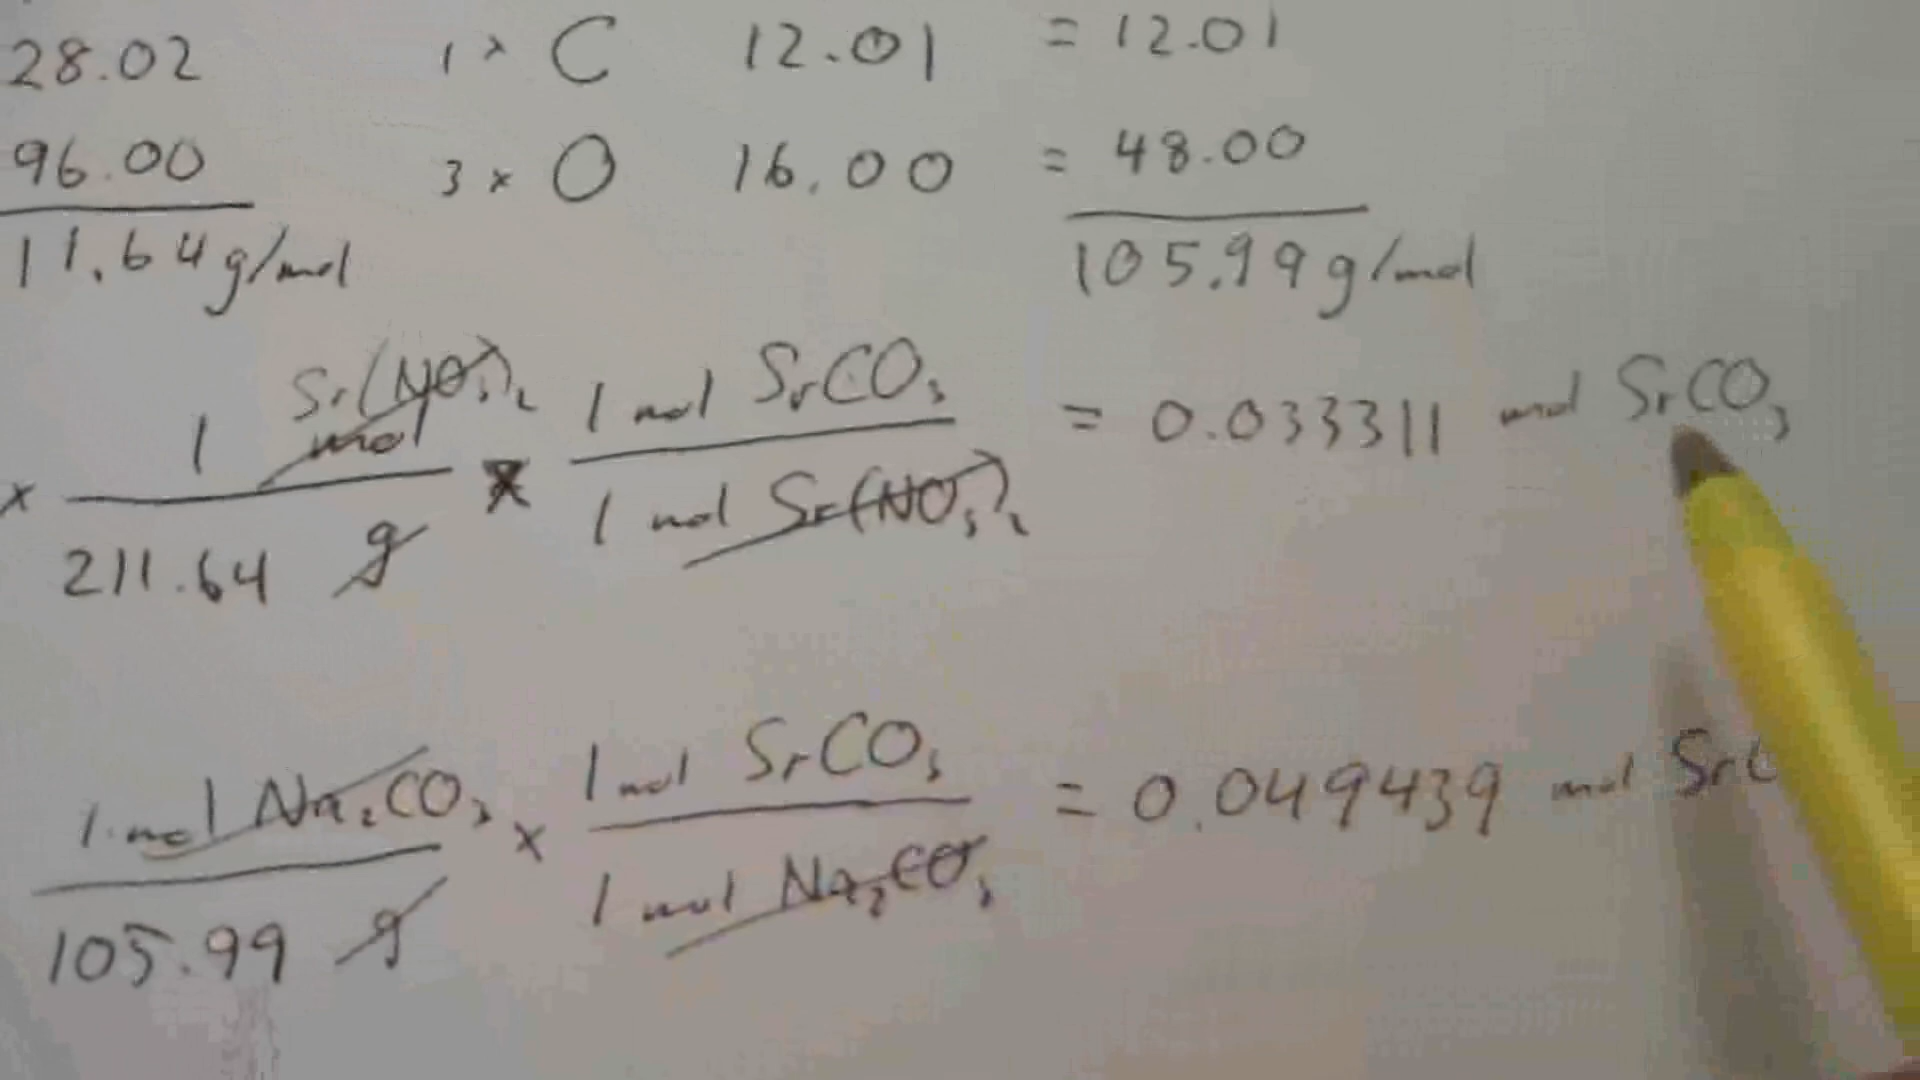 28.02 1 × C 12.01 = 12.01
96.00 3 × O 16.00 = 48.00
11.64 g/mol 105.99 g/mol
× 1 Sr(NO₃)₂ mol / 211.64 g × 1 mol SrCO₃ / 1 mol Sr(NO₃)₂ = 0.033311 mol SrCO₃
1 mol Na₂CO₃ / 105.99 g × 1 mol SrCO₃ / 1 mol Na₂CO₃ = 0.049439 mol SrC